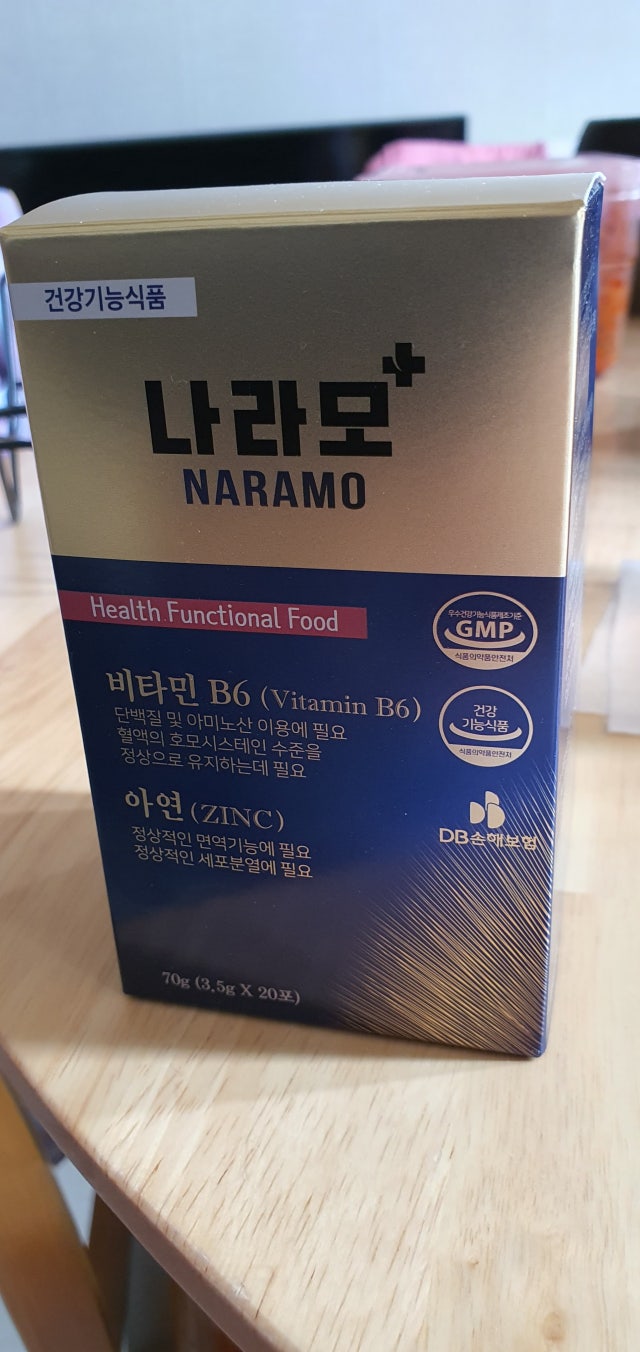 건강기능식품
나라모+
NARAMO
Health Functional Food
우수건강기능식품제조기준
GMP
식품의약품안전처
비타민 B6 (Vitamin B6)
단백질 및 아미노산 이용에 필요
혈액의 호모시스테인 수준을
정상으로 유지하는데 필요
건강
기능식품
식품의약품안전처
아연 (ZINC)
정상적인 면역기능에 필요
정상적인 세포분열에 필요
DB손해보험
70g (3.5g X 20포)